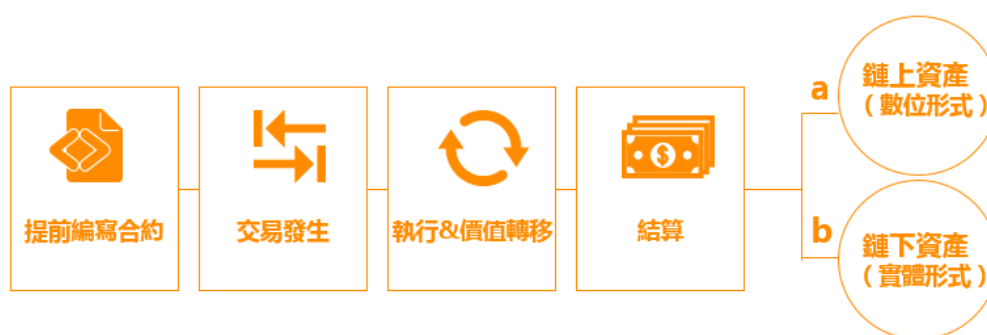 提前編寫合約
交易發生
執行&價值轉移
$
結算
a
鏈上資產
（數位形式）
b
鏈下資產
（實體形式）